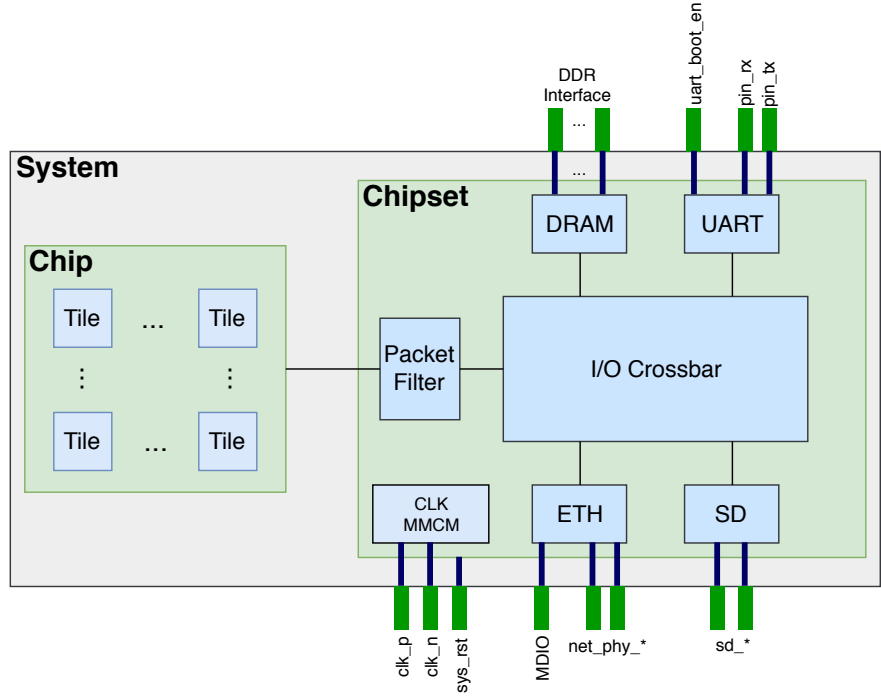 uart_boot_en
pin_rx
pin_tx
DDR
Interface
...
System
...
Chipset
DRAM
UART
Chip
Tile
...
Tile
...
...
Packet
Filter
I/O Crossbar
Tile
...
Tile
CLK
MMCM
ETH
SD
clk_p
clk_n
sys_rst
MDIO
net_phy_*
sd_*